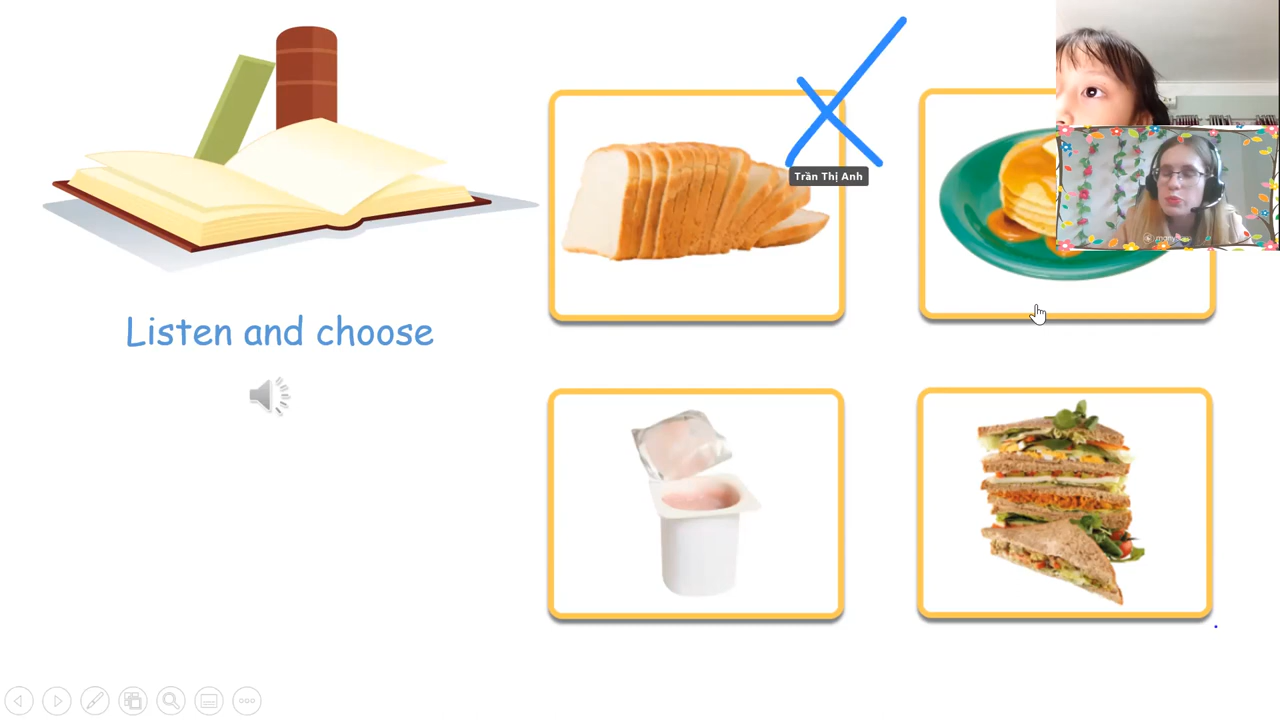 Trần Thị Anh
Listen and choose